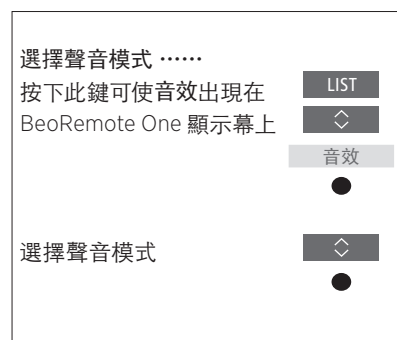 選擇聲音模式 ……
按下此鍵可使音效出現在
LIST
BeoRemote One 顯示幕上
音效
選擇聲音模式